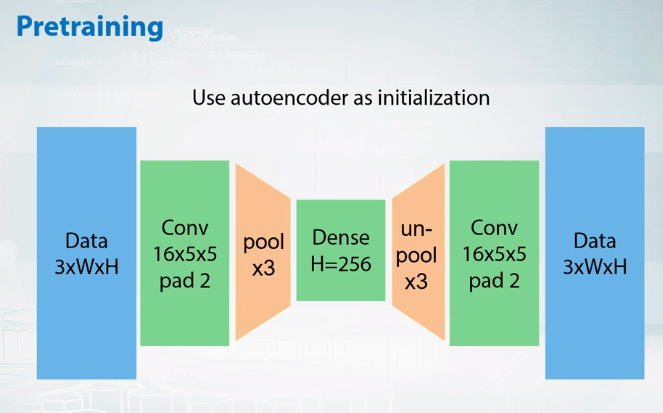 Pretraining
Use autoencoder as initialization
Data
3xWxH
Conv
16x5x5
pad 2
pool
x3
Dense
H=256
un-
pool
x3
Conv
16x5x5
pad 2
Data
3xWxH